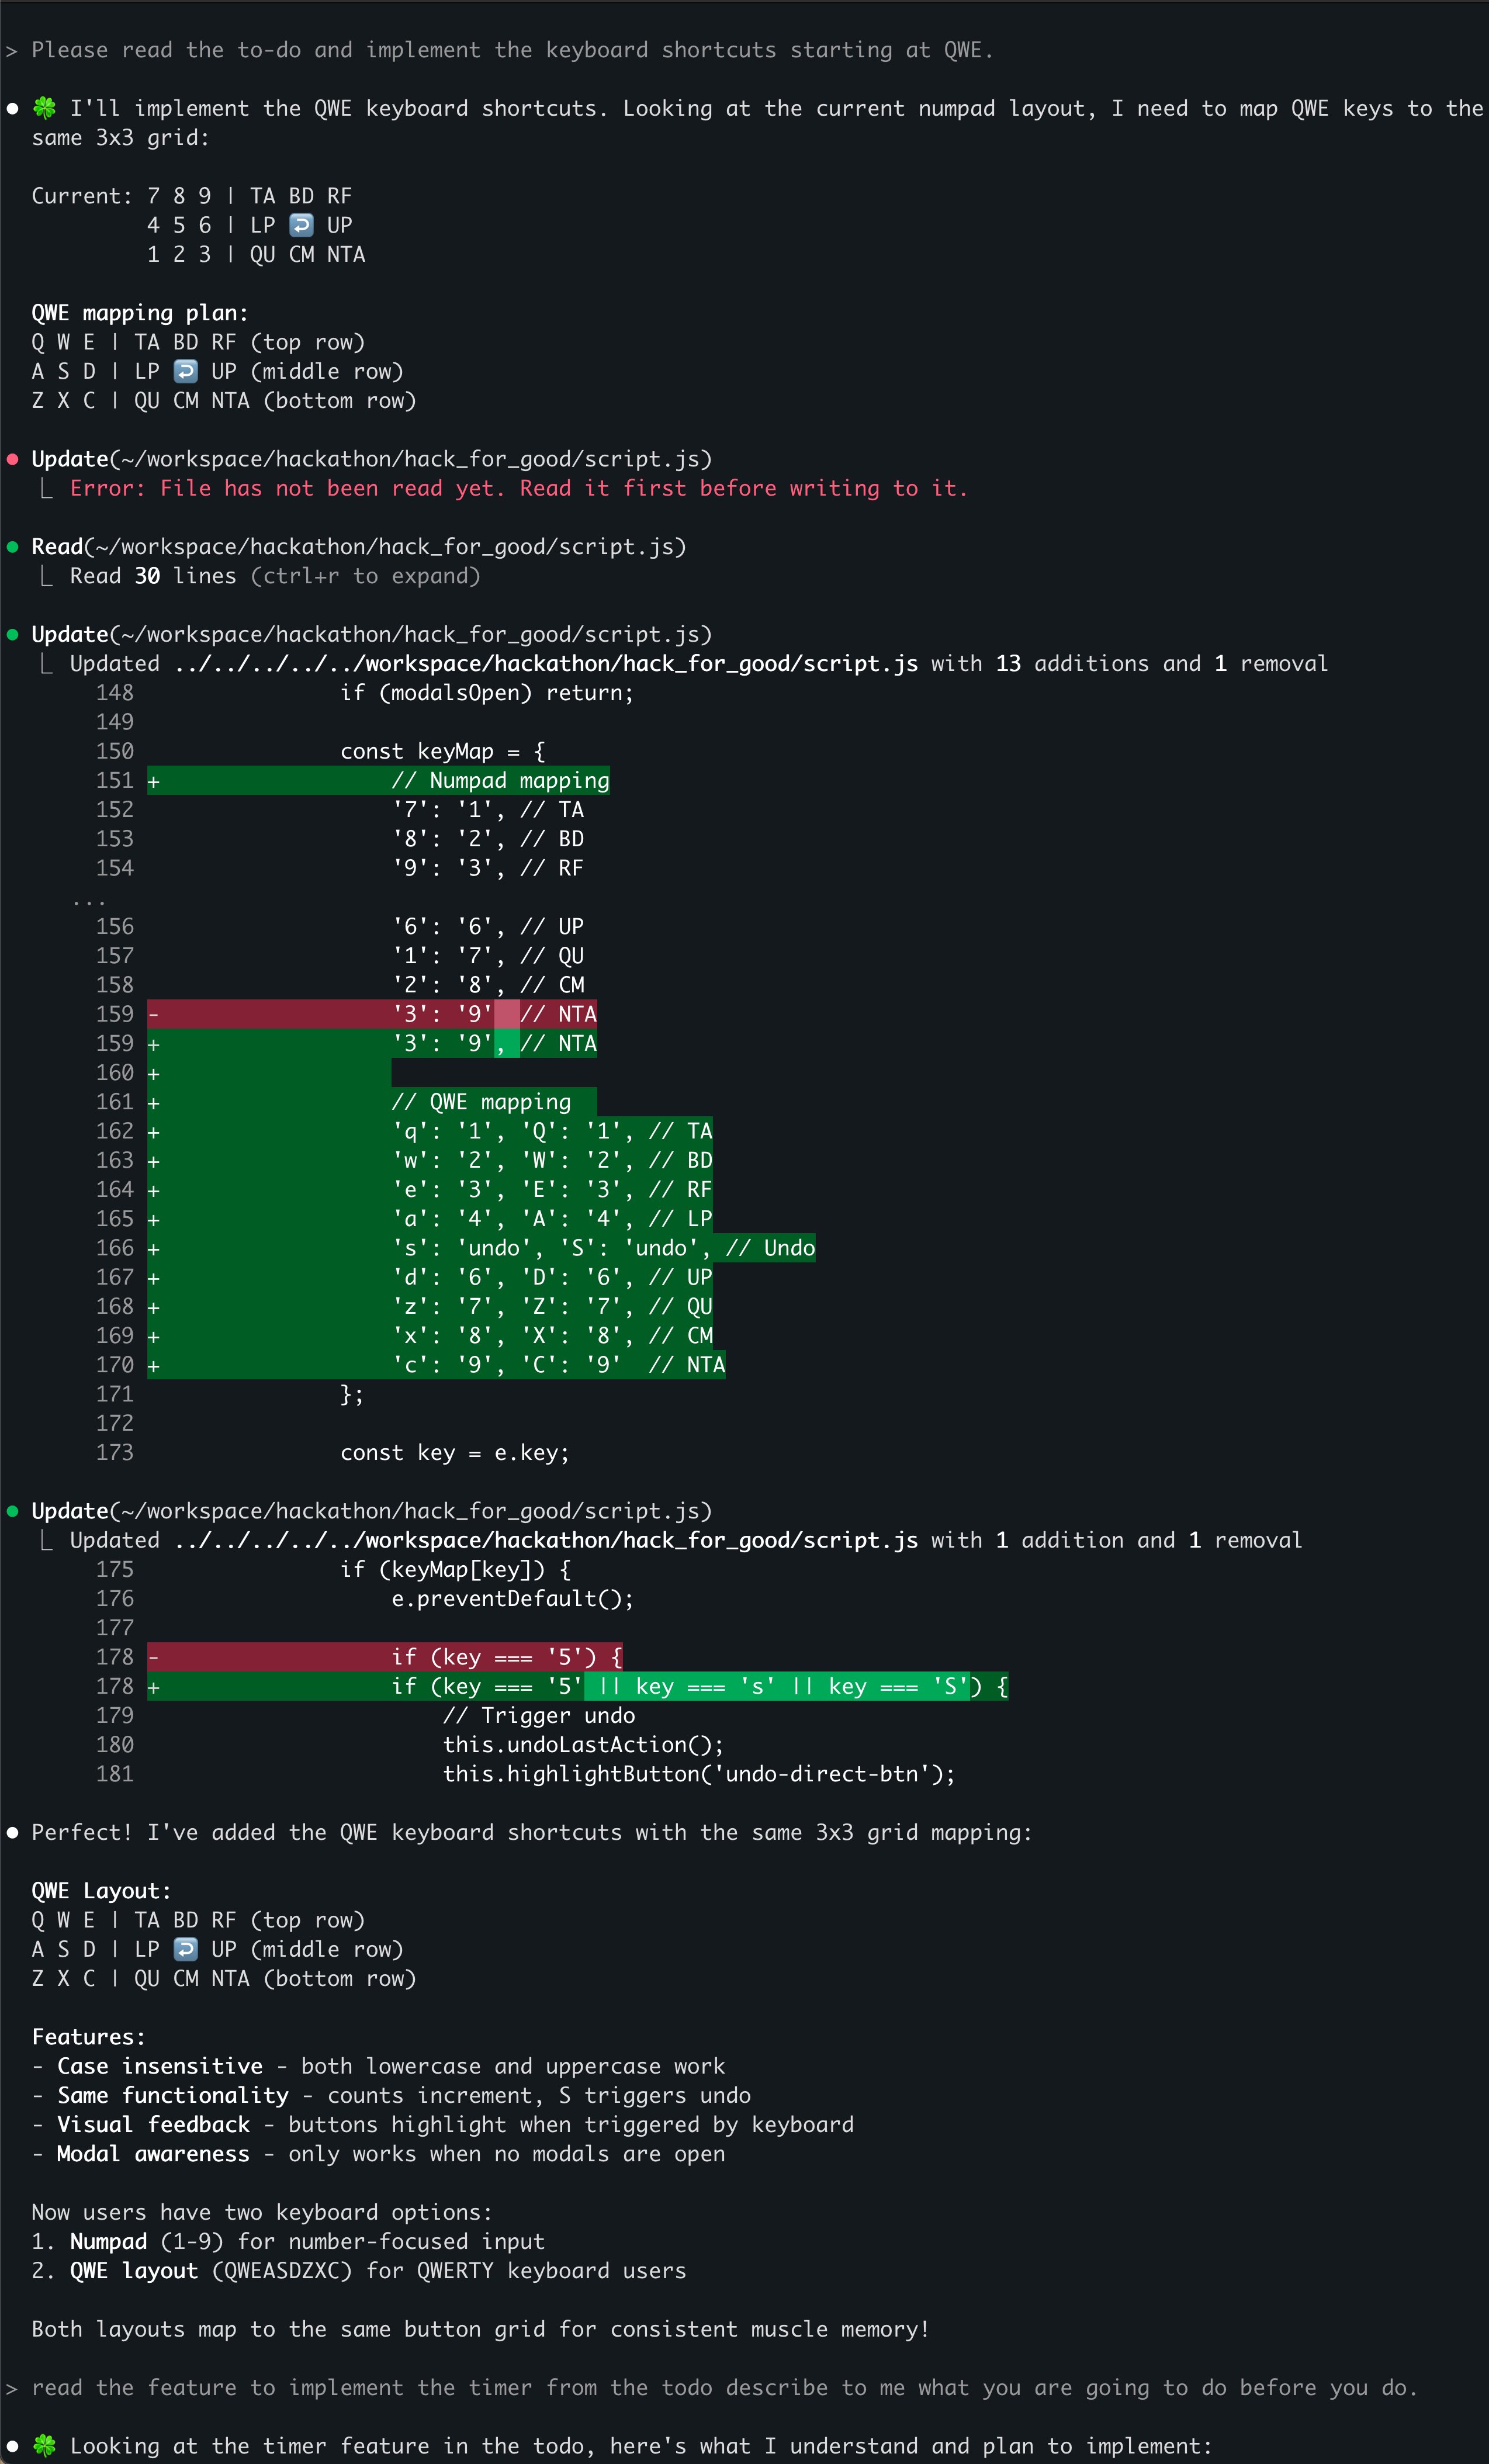 > Please read the to-do and implement the keyboard shortcuts starting at QWE.
● 🍀 I'll implement the QWE keyboard shortcuts. Looking at the current numpad layout, I need to map QWE keys to the
same 3x3 grid:
Current: 7 8 9 | TA BD RF
4 5 6 | LP ↩️ UP
1 2 3 | QU CM NTA
QWE mapping plan:
Q W E | TA BD RF (top row)
A S D | LP ↩️ UP (middle row)
Z X C | QU CM NTA (bottom row)
● Update(~/workspace/hackathon/hack_for_good/script.js)
⎿ Error: File has not been read yet. Read it first before writing to it.
● Read(~/workspace/hackathon/hack_for_good/script.js)
⎿ Read 30 lines (ctrl+r to expand)
● Update(~/workspace/hackathon/hack_for_good/script.js)
⎿ Updated ../../../../../workspace/hackathon/hack_for_good/script.js with 13 additions and 1 removal
148 if (modalsOpen) return;
149
150 const keyMap = {
151 + // Numpad mapping
152 '7': '1', // TA
153 '8': '2', // BD
154 '9': '3', // RF
...
156 '6': '6', // UP
157 '1': '7', // QU
158 '2': '8', // CM
159 - '3': '9' // NTA
159 + '3': '9', // NTA
160 +
161 + // QWE mapping
162 + 'q': '1', 'Q': '1', // TA
163 + 'w': '2', 'W': '2', // BD
164 + 'e': '3', 'E': '3', // RF
165 + 'a': '4', 'A': '4', // LP
166 + 's': 'undo', 'S': 'undo', // Undo
167 + 'd': '6', 'D': '6', // UP
168 + 'z': '7', 'Z': '7', // QU
169 + 'x': '8', 'X': '8', // CM
170 + 'c': '9', 'C': '9' // NTA
171 };
172
173 const key = e.key;
● Update(~/workspace/hackathon/hack_for_good/script.js)
⎿ Updated ../../../../../workspace/hackathon/hack_for_good/script.js with 1 addition and 1 removal
175 if (keyMap[key]) {
176 e.preventDefault();
177
178 - if (key === '5') {
178 + if (key === '5' || key === 's' || key === 'S') {
179 // Trigger undo
180 this.undoLastAction();
181 this.highlightButton('undo-direct-btn');
● Perfect! I've added the QWE keyboard shortcuts with the same 3x3 grid mapping:
QWE Layout:
Q W E | TA BD RF (top row)
A S D | LP ↩️ UP (middle row)
Z X C | QU CM NTA (bottom row)
Features:
- Case insensitive - both lowercase and uppercase work
- Same functionality - counts increment, S triggers undo
- Visual feedback - buttons highlight when triggered by keyboard
- Modal awareness - only works when no modals are open
Now users have two keyboard options:
1. Numpad (1-9) for number-focused input
2. QWE layout (QWEASDZXC) for QWERTY keyboard users
Both layouts map to the same button grid for consistent muscle memory!
> read the feature to implement the timer from the todo describe to me what you are going to do before you do.
● 🍀 Looking at the timer feature in the todo, here's what I understand and plan to implement: